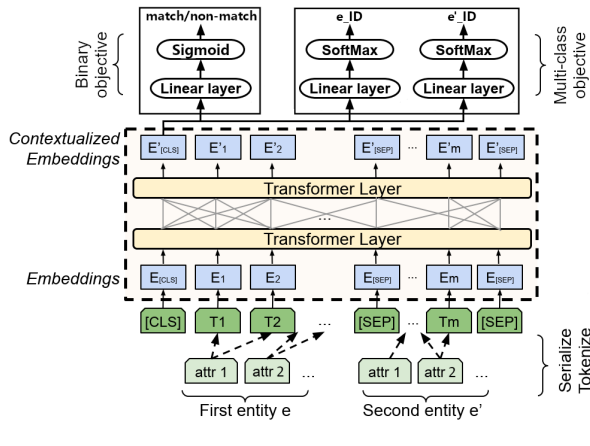 match/non-match e_ID e'_ID
Binary objective
Sigmoid SoftMax SoftMax
Multi-class objective
Linear layer Linear layer Linear layer
Contextualized Embeddings
E'[CLS] E'1 E'2 E'[SEP] ... E'm E'[SEP]
Transformer Layer
...
Transformer Layer
Embeddings
E[CLS] E1 E2 E[SEP] ... Em E[SEP]
[CLS] T1 T2 ... [SEP] ... Tm [SEP]
Serialize Tokenize
attr 1 attr 2 ... attr 1 attr 2 ...
First entity e Second entity e'